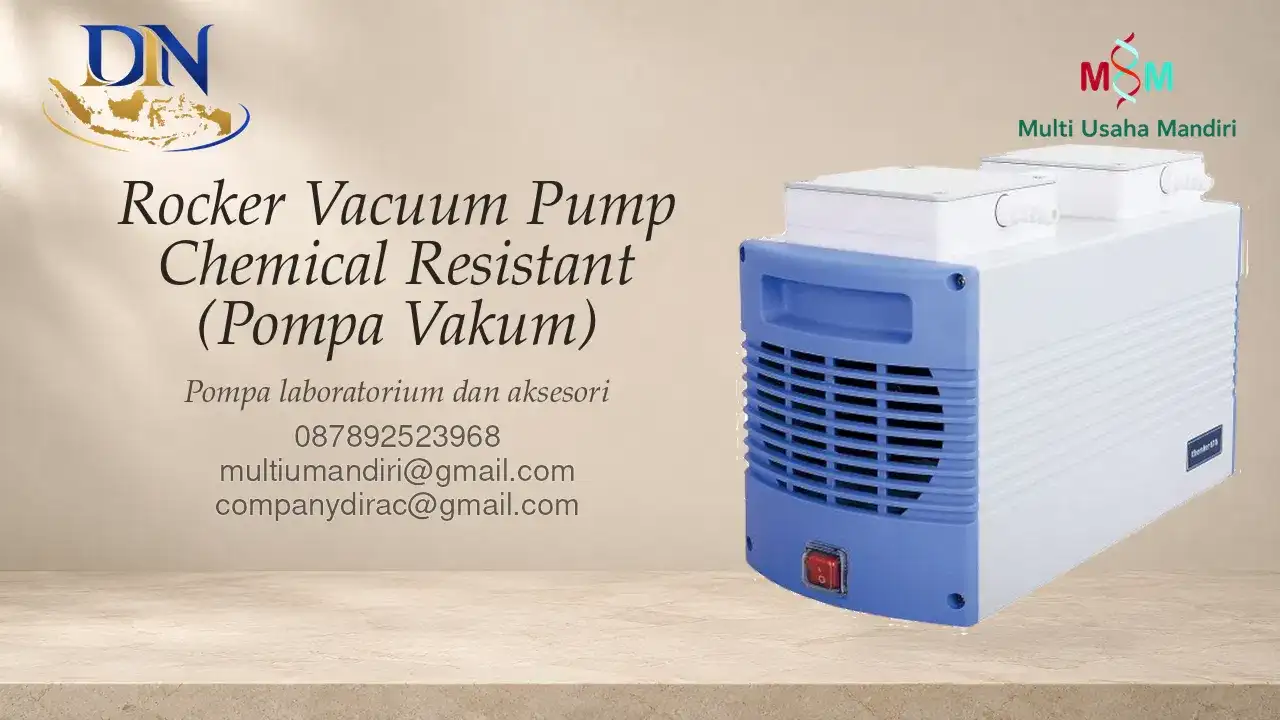 DN
M M
Multi Usaha Mandiri
Rocker Vacuum Pump
Chemical Resistant
(Pompa Vakum)
Pompa laboratorium dan aksesori
087892523968
multiumandiri@gmail.com
companydirac@gmail.com